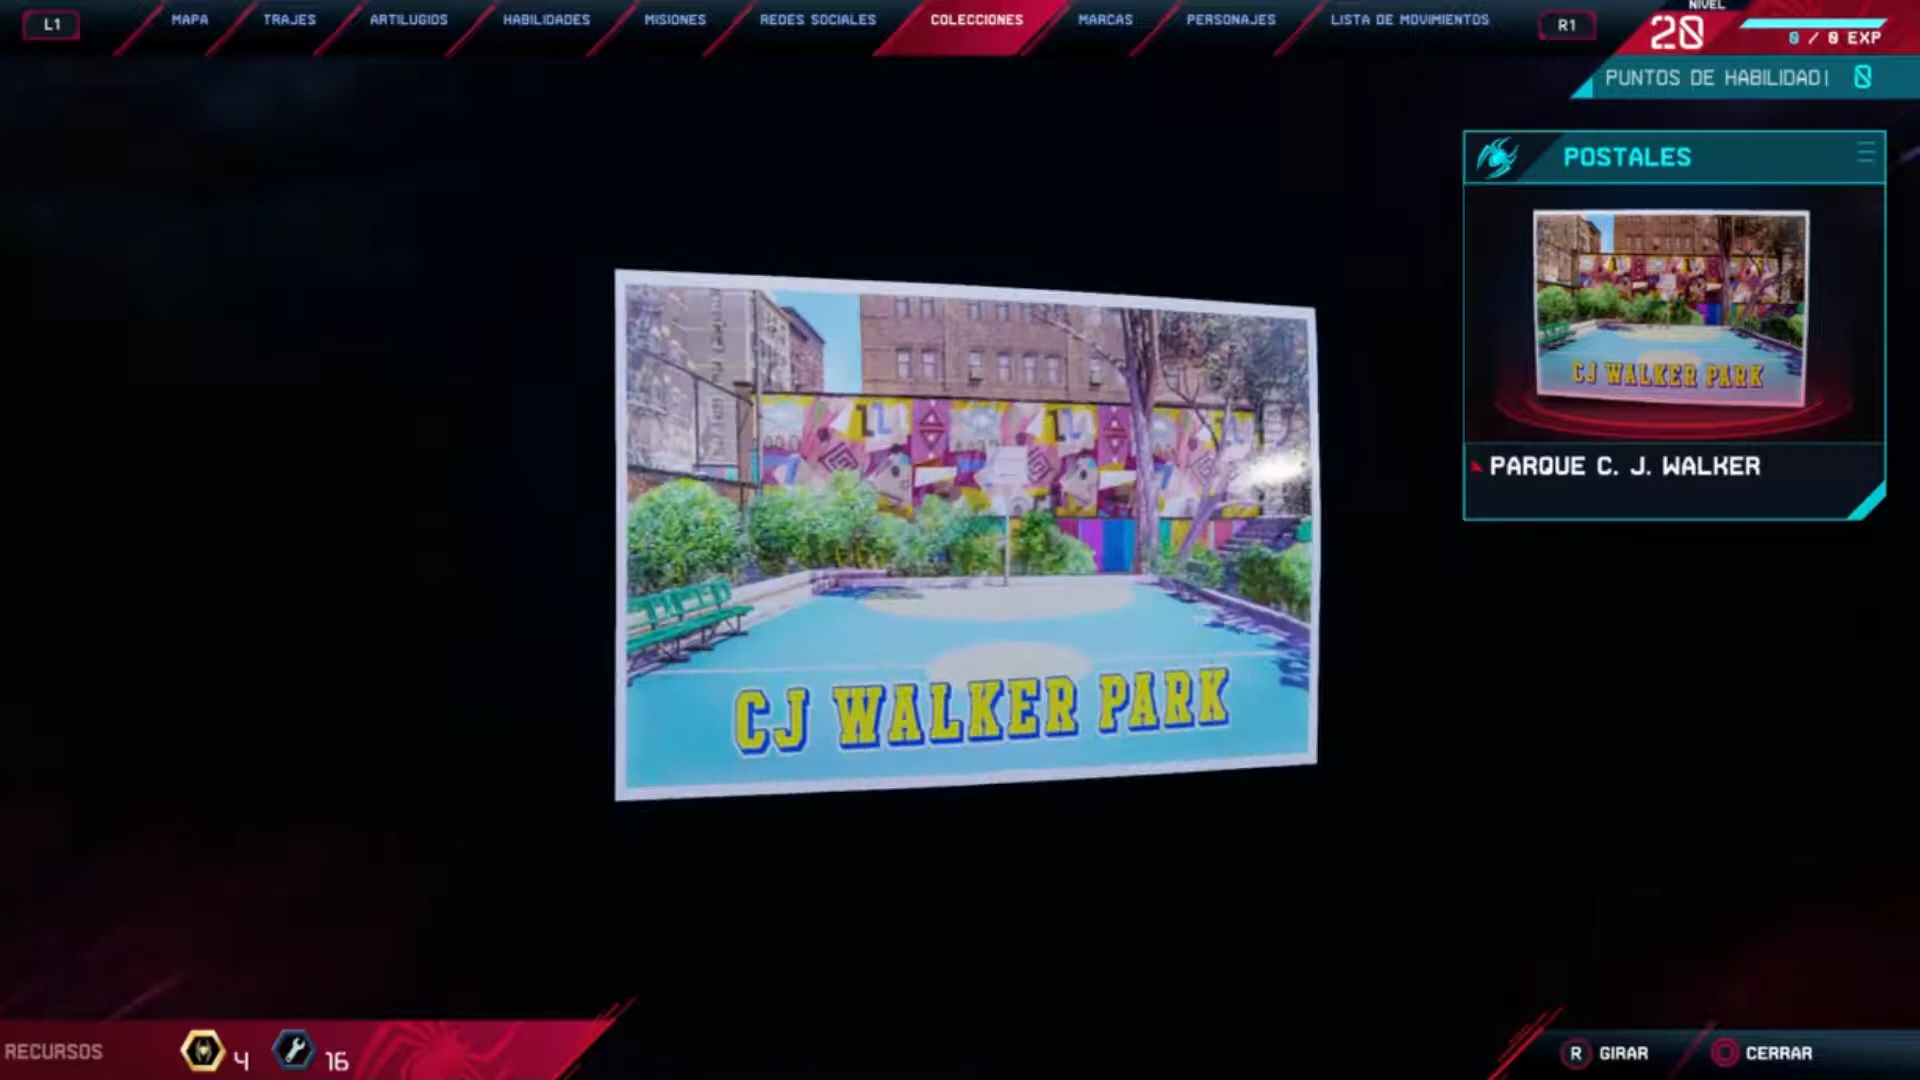 L1
MAPA
TRAJES
ARTILUGIOS
HABILIDADES
MISIONES
REDES SOCIALES
COLECCIONES
MARCAS
PERSONAJES
LISTA DE MOVIMIENTOS
R1
NIVEL
20
0 / 0 EXP
PUNTOS DE HABILIDAD| 0
POSTALES
CJ WALKER PARK
PARQUE C. J. WALKER
CJ WALKER PARK
RECURSOS
4
16
R GIRAR
CERRAR